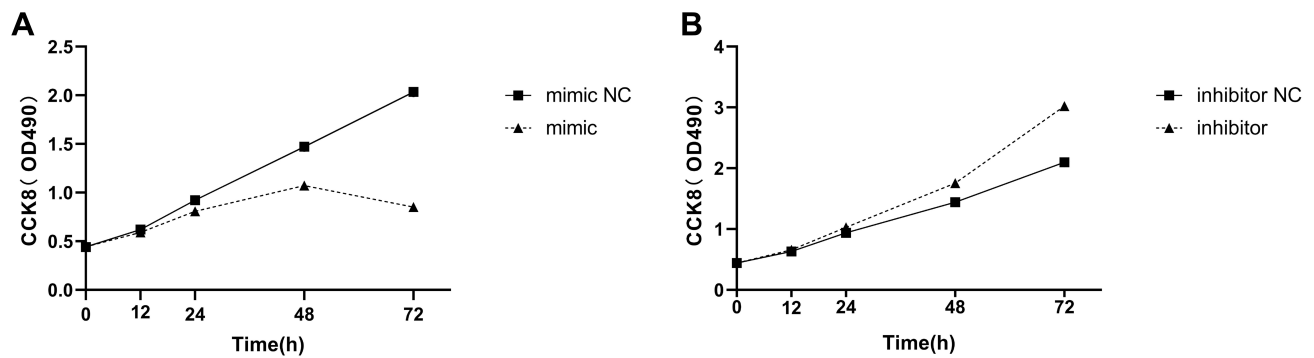 A
2.5
2.0
1.5
1.0
0.5
0.0
CCK8（OD490）
0 12 24 48 72
Time(h)
mimic NC
mimic
B
4
3
2
1
0
CCK8（OD490）
0 12 24 48 72
Time(h)
inhibitor NC
inhibitor